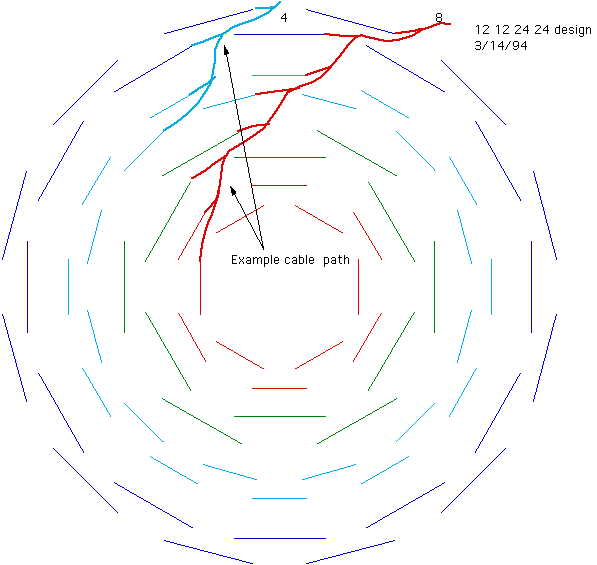 4
8
12 12 24 24 design
3/14/94
Example cable path